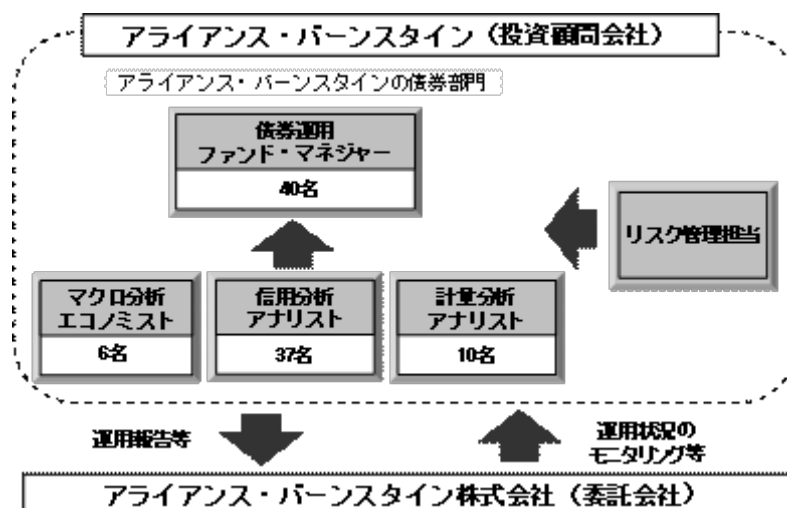 アライアンス・バーンスタイン（投資顧問会社）
アライアンス・バーンスタインの債券部門
債券運用
ファンド・マネジャー
40名
リスク管理担当
マクロ分析
エコノミスト
6名
信用分析
アナリスト
37名
計量分析
アナリスト
10名
運用報告等
運用状況の
モニタリング等
アライアンス・バーンスタイン株式会社（委託会社）